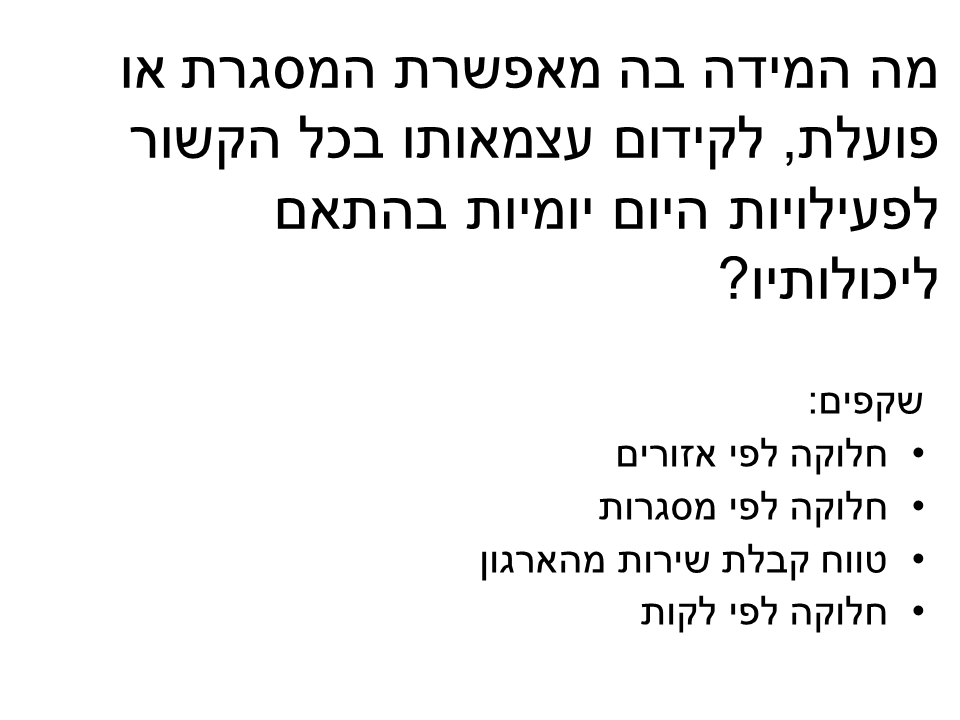 מה המידה בה מאפשרת המסגרת או
פועלת, לקידום עצמאותו בכל הקשור
לפעילויות היום יומיות בהתאם
ליכולותיו?
שקפים:
• חלוקה לפי אזורים
• חלוקה לפי מסגרות
• טווח קבלת שירות מהארגון
• חלוקה לפי לקות